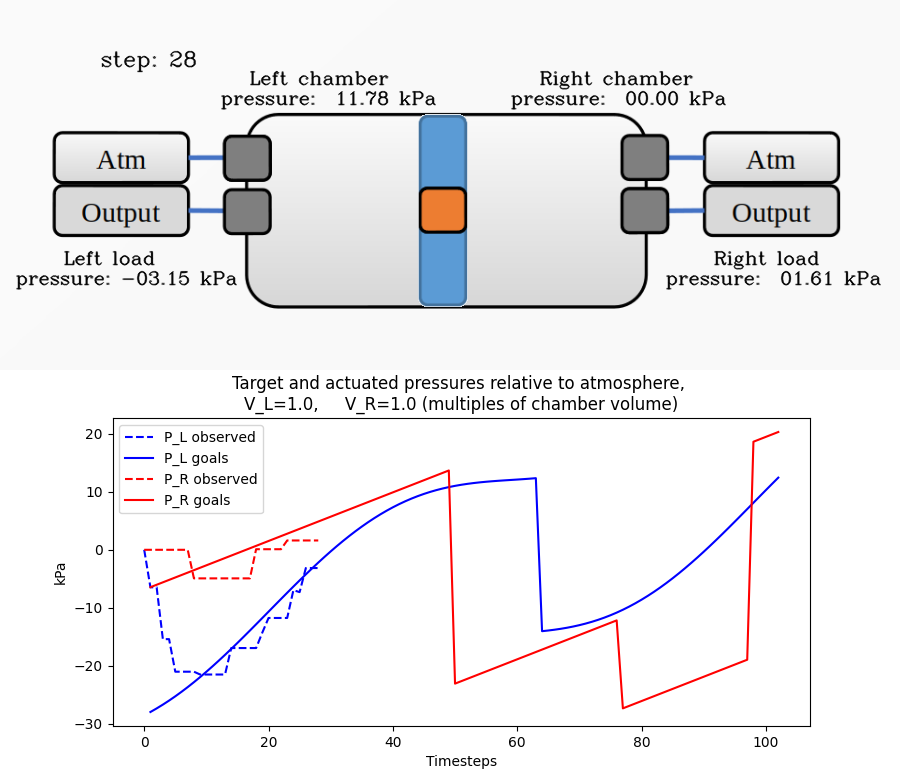 step: 28
Left chamber
pressure: 11.78 kPa
Right chamber
pressure: 00.00 kPa
Atm
Output
Atm
Output
Left load
pressure: -03.15 kPa
Right load
pressure: 01.61 kPa
Target and actuated pressures relative to atmosphere,
V_L=1.0, V_R=1.0 (multiples of chamber volume)
P_L observed
P_L goals
P_R observed
P_R goals
20
10
0
−10
−20
−30
kPa
0 20 40 60 80 100
Timesteps